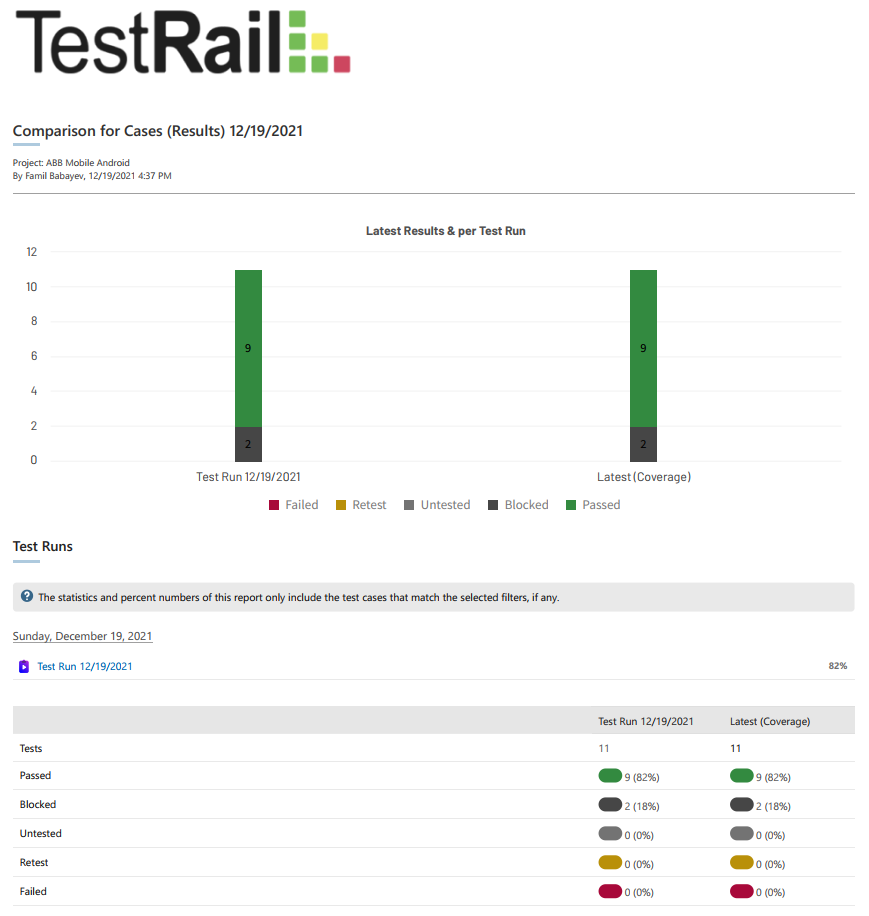 TestRail
Comparison for Cases (Results) 12/19/2021
Project: ABB Mobile Android
By Famil Babayev, 12/19/2021 4:37 PM
Latest Results & per Test Run
12
10
8
6
4
2
0
9
9
2
2
Test Run 12/19/2021 Latest (Coverage)
Failed Retest Untested Blocked Passed
Test Runs
? The statistics and percent numbers of this report only include the test cases that match the selected filters, if any.
Sunday, December 19, 2021
Test Run 12/19/2021 82%
Test Run 12/19/2021 Latest (Coverage)
Tests 11 11
Passed 9 (82%) 9 (82%)
Blocked 2 (18%) 2 (18%)
Untested 0 (0%) 0 (0%)
Retest 0 (0%) 0 (0%)
Failed 0 (0%) 0 (0%)